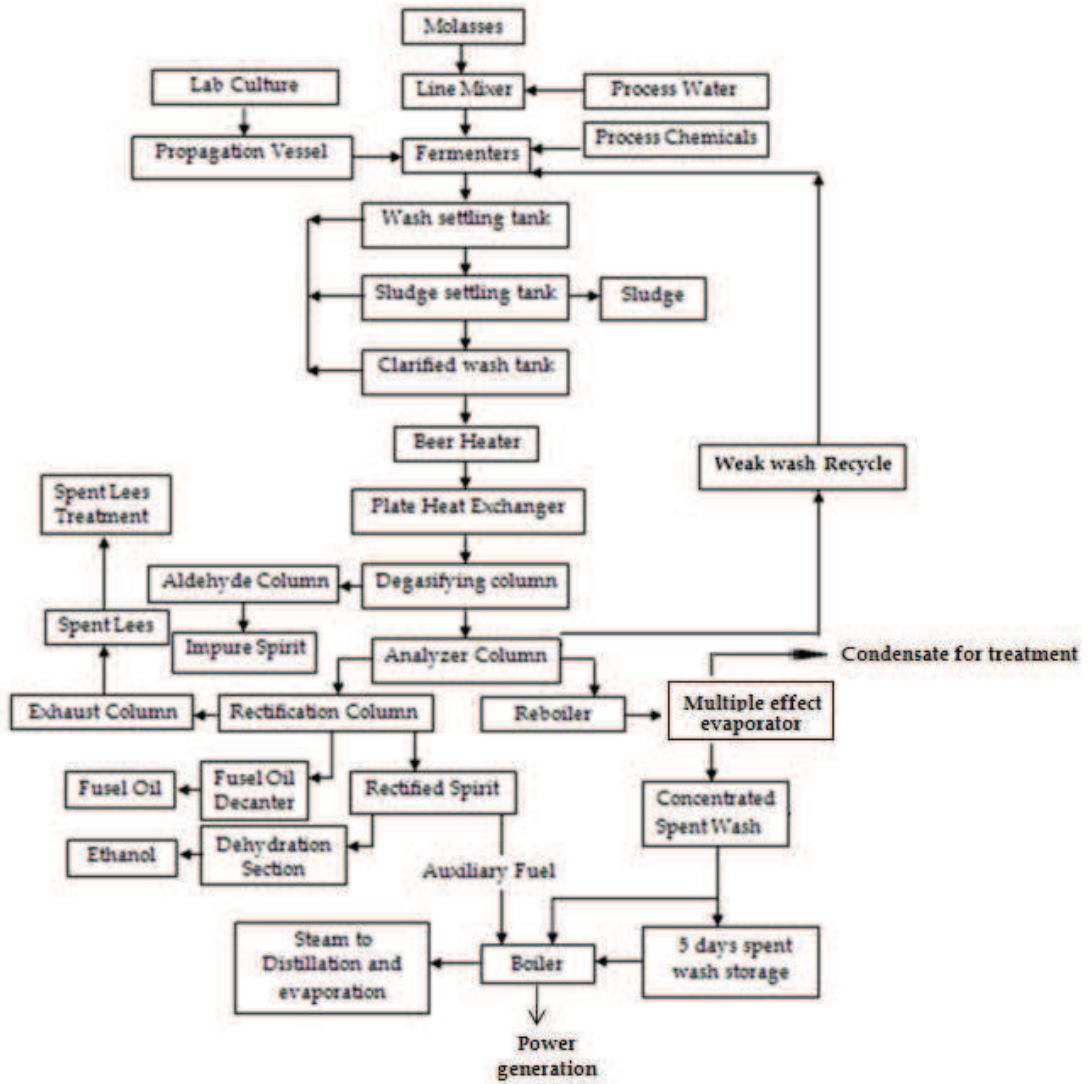 Molasses
Lab Culture
Line Mixer
Process Water
Process Chemicals
Propagation Vessel
Fermenters
Wash settling tank
Sludge settling tank
Sludge
Clarified wash tank
Beer Heater
Weak wash Recycle
Spent Lees
Treatment
Plate Heat Exchanger
Aldehyde Column
Degasifying column
Spent Lees
Impure Spirit
Analyzer Column
Condensate for treatment
Exhaust Column
Rectification Column
Reboiler
Multiple effect
evaporator
Fusel Oil
Fusel Oil
Decanter
Rectified Spirit
Concentrated
Spent Wash
Ethanol
Dehydration
Section
Auxiliary Fuel
Steam to
Distillation and
evaporation
Boiler
5 days spent
wash storage
Power
generation